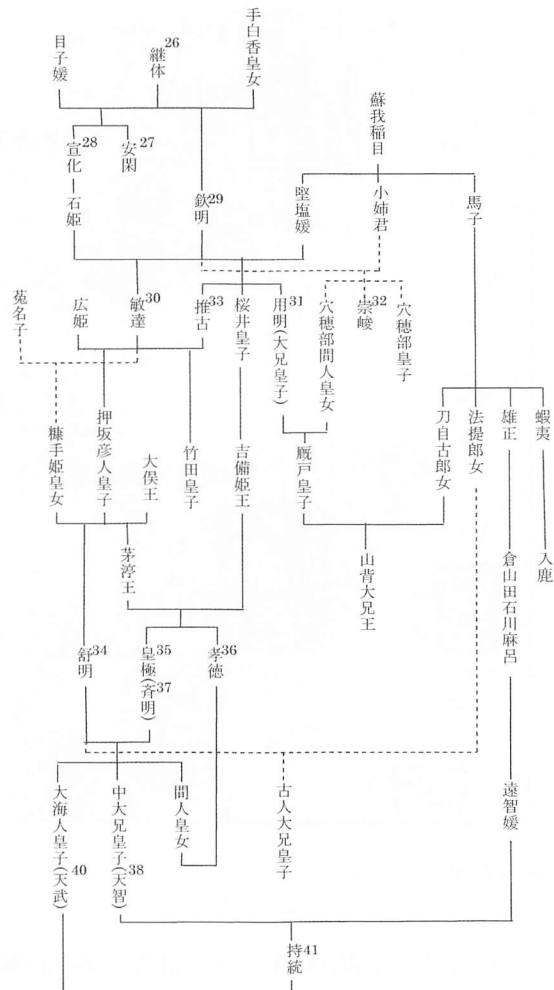 手白香皇女
継体26
目子媛
蘇我稲目
安閑27
宣化28
石姫
欽明29
堅塩媛
小姉君
馬子
菟名子
広姫
敏達30
推古33
桜井皇子
用明(大兄皇子)31
穴穂部間人皇女
崇峻32
穴穂部皇子
糠手姫皇女
押坂彦人皇子
大俣王
竹田皇子
吉備姫王
厩戸皇子
刀自古郎女
法提郎女
雄正
蝦夷
茅渟王
山背大兄王
倉山田石川麻呂
入鹿
舒明34
皇極35(斉明)37
孝徳36
大海人皇子(天武)40
中大兄皇子(天智)38
間人皇女
古人大兄皇子
遠智媛
持統41